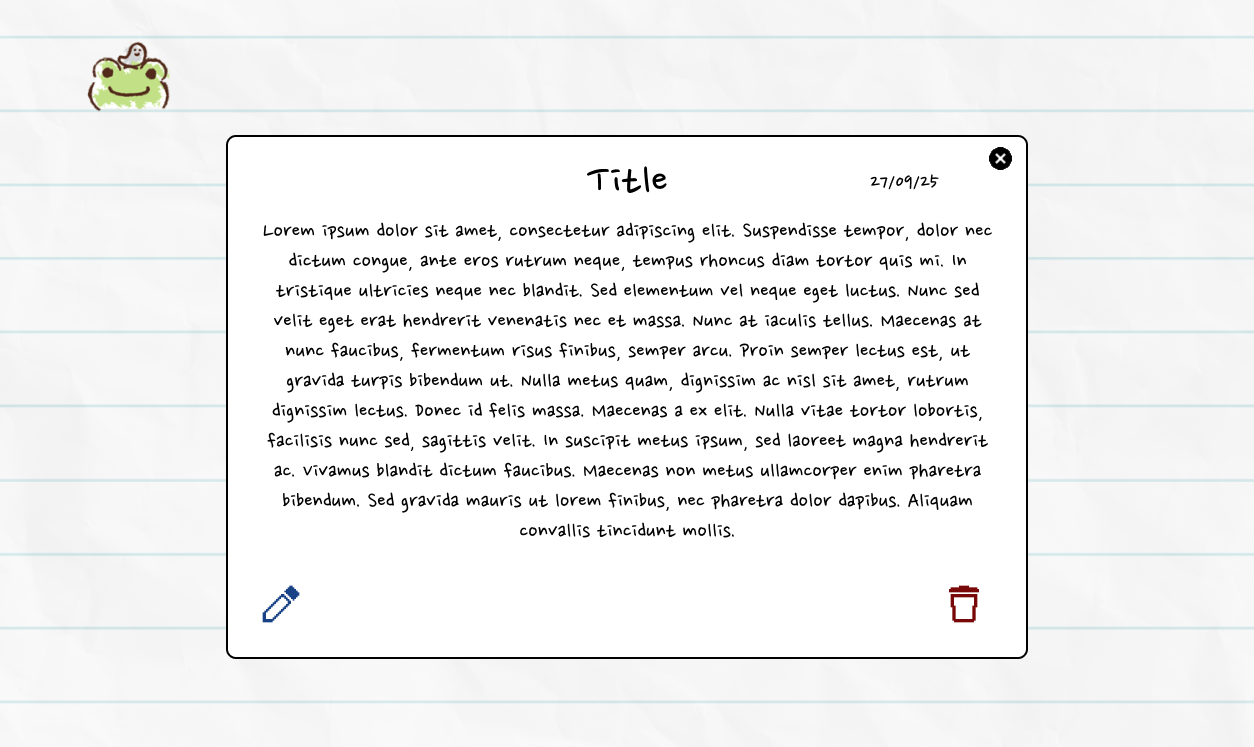 Title
27/09/25
Lorem ipsum dolor sit amet, consectetur adipiscing elit. Suspendisse tempor, dolor nec
dictum congue, ante eros rutrum neque, tempus rhoncus diam tortor quis mi. In
tristique ultricies neque nec blandit. Sed elementum vel neque eget luctus. Nunc sed
velit eget erat hendrerit venenatis nec et massa. Nunc at iaculis tellus. Maecenas at
nunc faucibus, fermentum risus finibus, semper arcu. Proin semper lectus est, ut
gravida turpis bibendum ut. Nulla metus quam, dignissim ac nisl sit amet, rutrum
dignissim lectus. Donec id felis massa. Maecenas a ex elit. Nulla vitae tortor lobortis,
facilisis nunc sed, sagittis velit. In suscipit metus ipsum, sed laoreet magna hendrerit
ac. Vivamus blandit dictum faucibus. Maecenas non metus ullamcorper enim pharetra
bibendum. Sed gravida mauris ut lorem finibus, nec pharetra dolor dapibus. Aliquam
convallis tincidunt mollis.